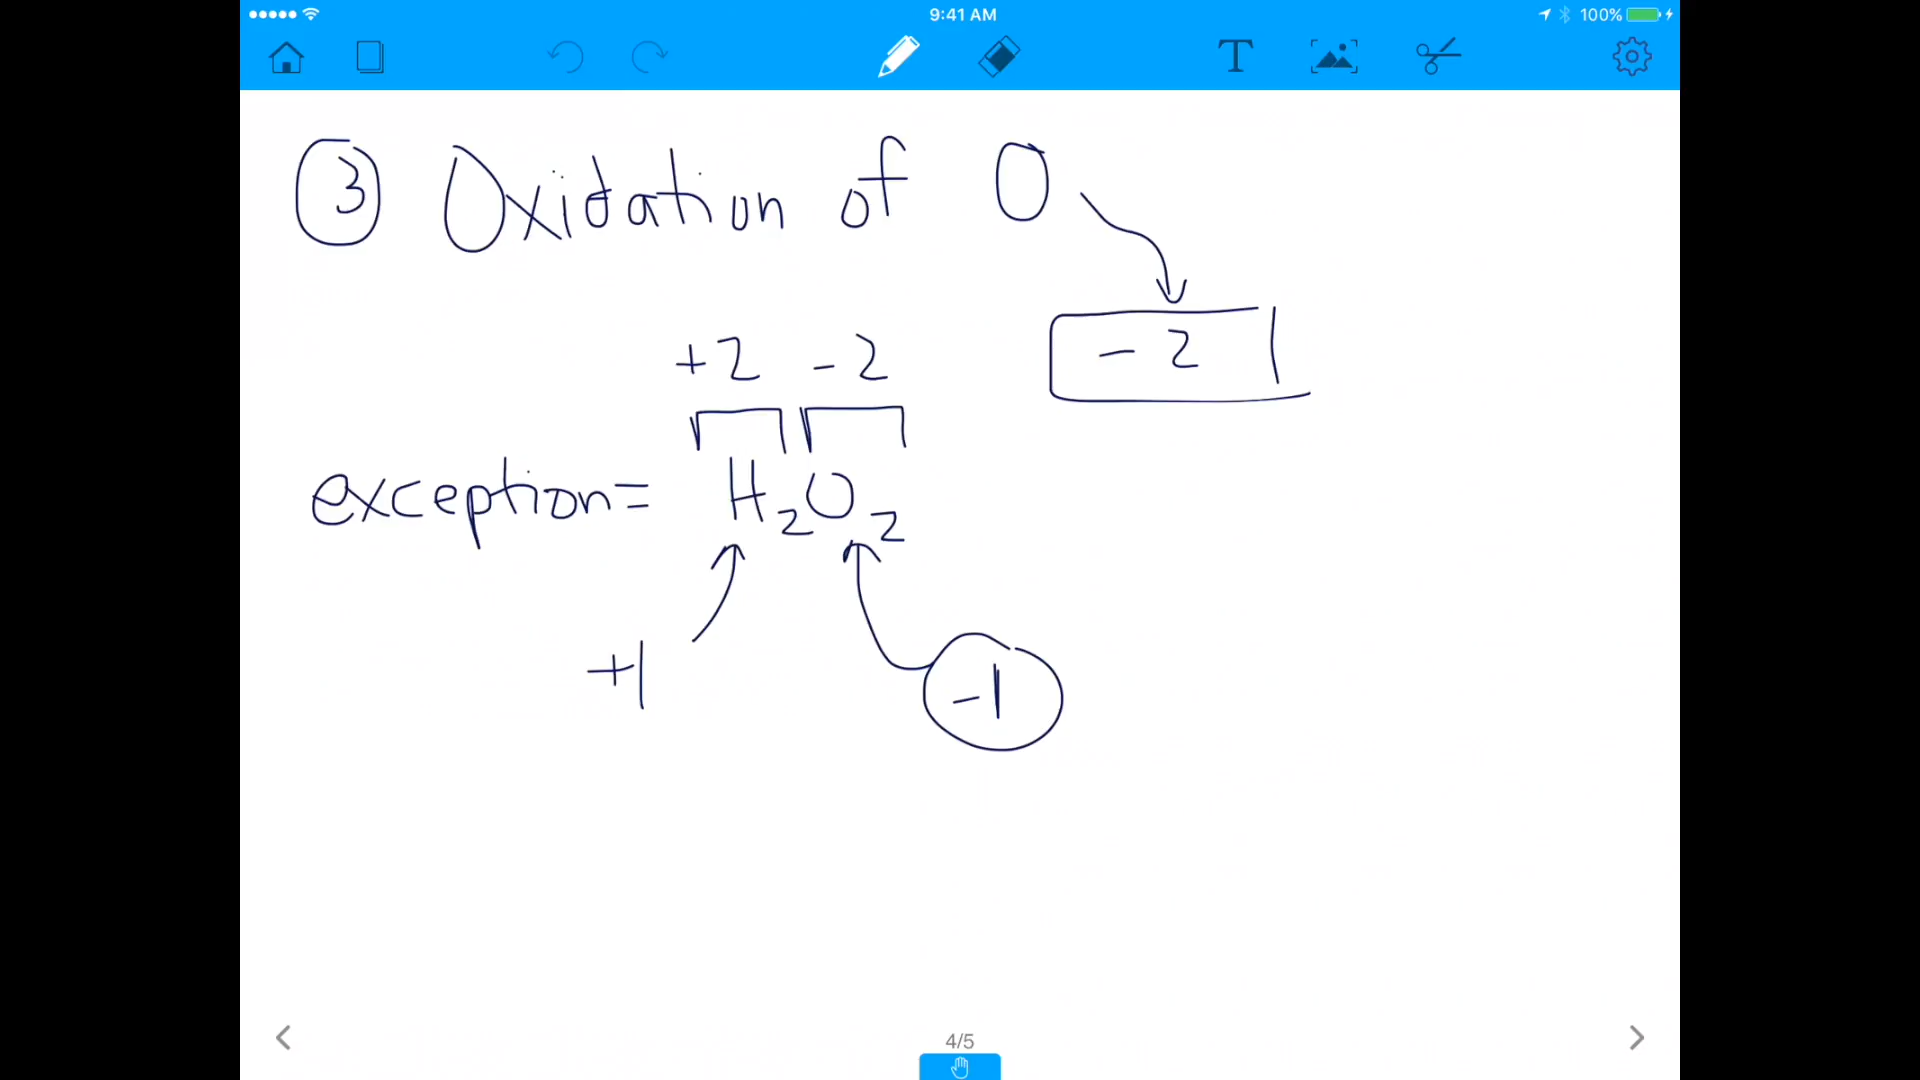 9:41 AM
100%
T
③ Oxidation of O
- 2
+2 - 2
exception= H₂O₂
+1
-1
4/5